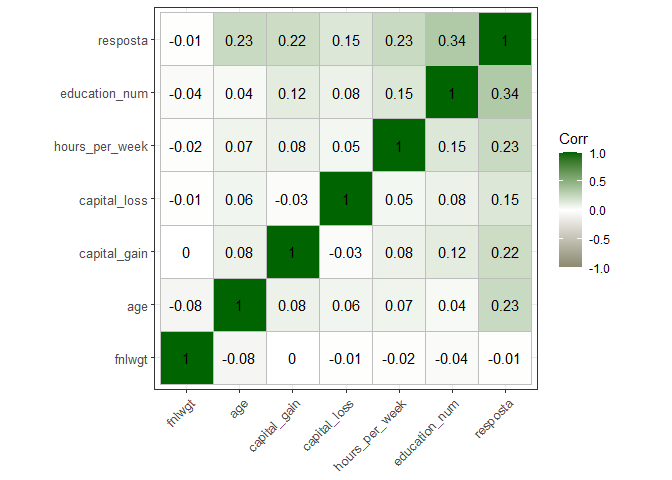 resposta -0.01 0.23 0.22 0.15 0.23 0.34 1
education_num -0.04 0.04 0.12 0.08 0.15 1 0.34
hours_per_week -0.02 0.07 0.08 0.05 1 0.15 0.23
capital_loss -0.01 0.06 -0.03 1 0.05 0.08 0.15
capital_gain 0 0.08 1 -0.03 0.08 0.12 0.22
age -0.08 1 0.08 0.06 0.07 0.04 0.23
fnlwgt 1 -0.08 0 -0.01 -0.02 -0.04 -0.01
fnlwgt
age
capital_gain
capital_loss
hours_per_week
education_num
resposta
Corr
1.0
0.5
0.0
-0.5
-1.0